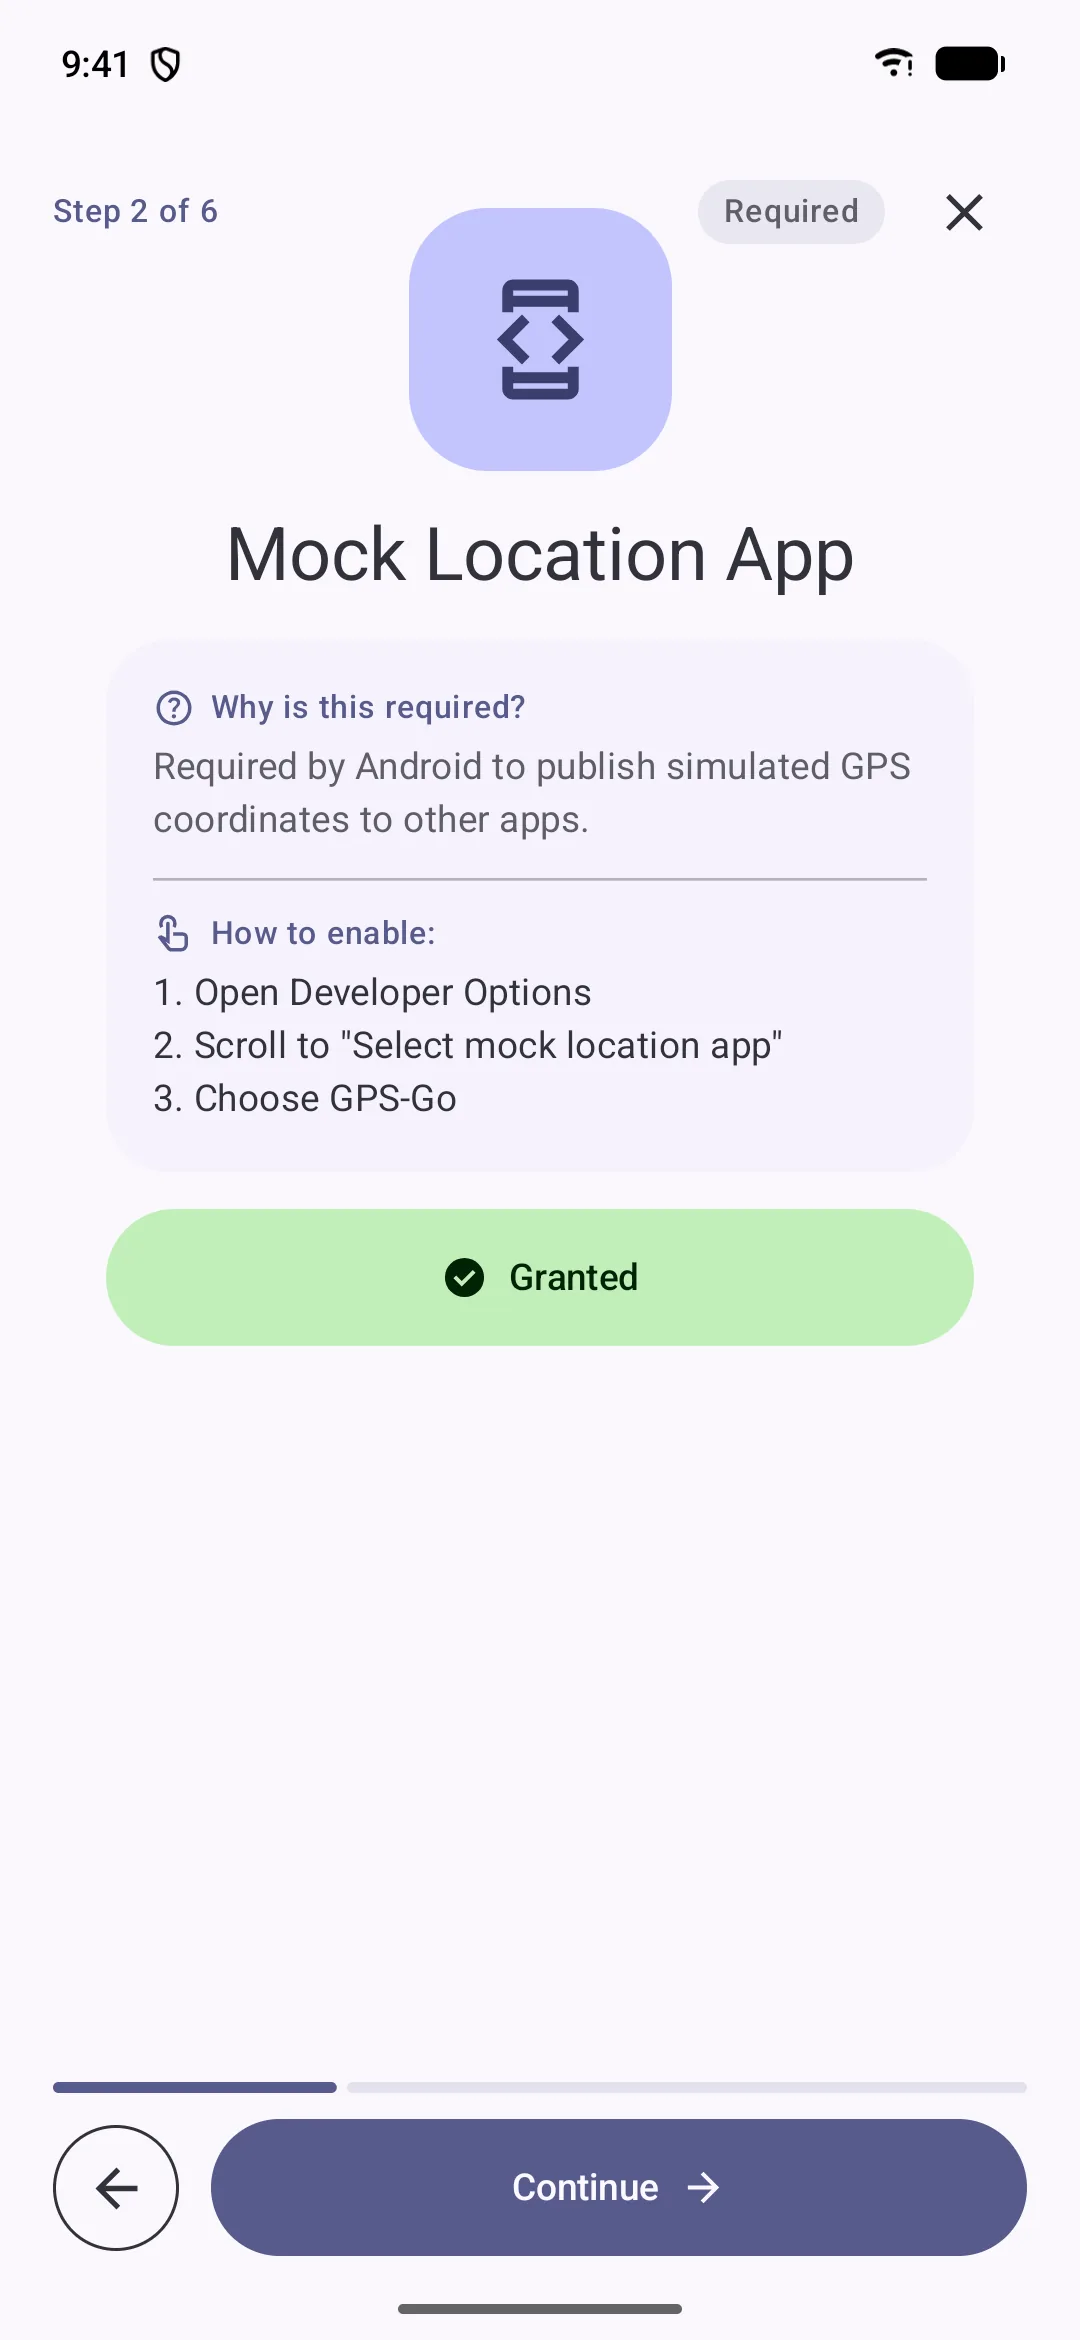 9:41
Step 2 of 6
Required
Mock Location App
Why is this required?
Required by Android to publish simulated GPS
coordinates to other apps.
How to enable:
1. Open Developer Options
2. Scroll to "Select mock location app"
3. Choose GPS-Go
Granted
Continue